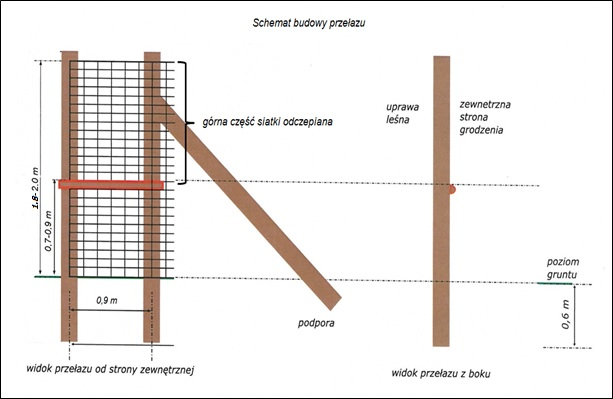 Schemat budowy przełazu
górna część siatki odczepiana
uprawa
leśna
zewnetrzna
strona
grodzenia
1.8-2.0 m
0,7-0,9 m
0,9 m
podpora
poziom
gruntu
0,6 m
widok przełazu od strony zewnętrznej
widok przełazu z boku